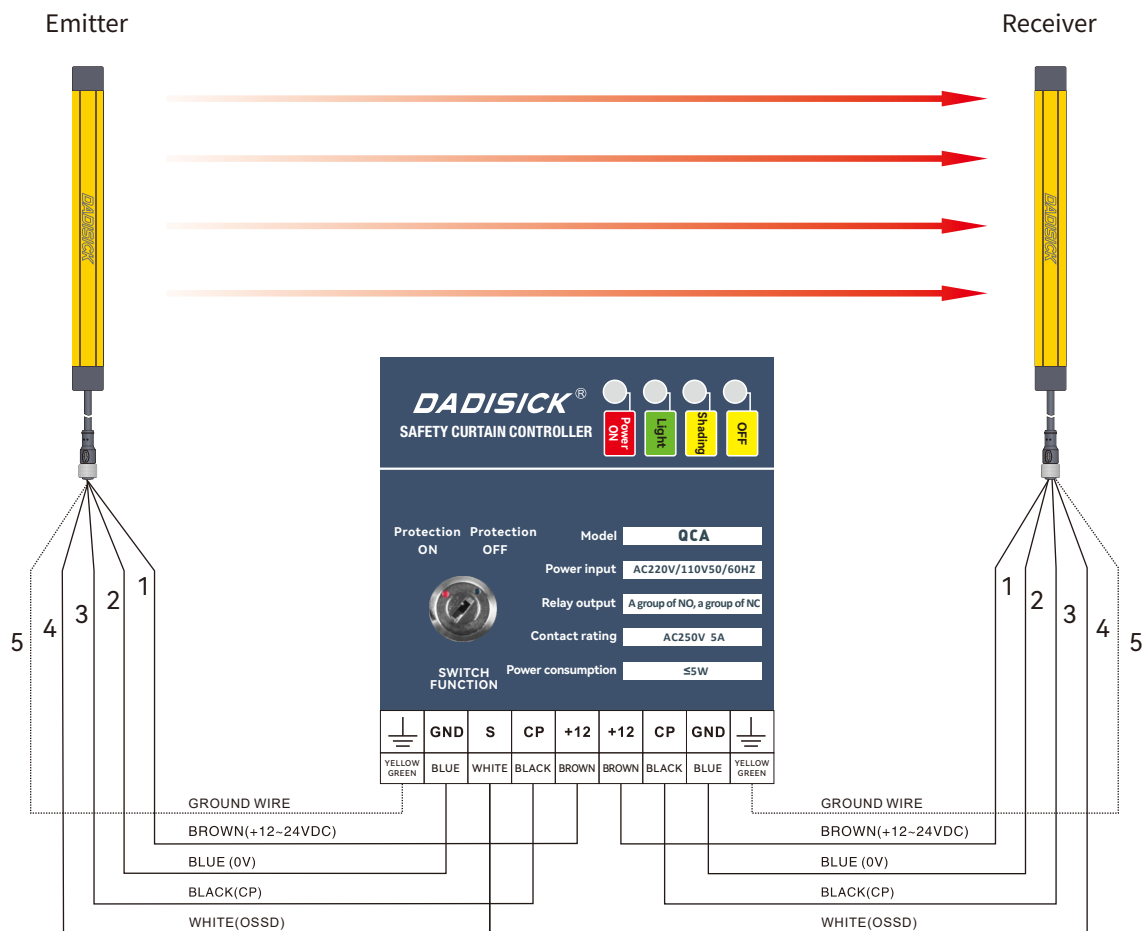 Emitter
Receiver
DADISICK
DADISICK
DADISICK ®
SAFETY CURTAIN CONTROLLER
Power ON
Light
Shading
OFF
Protection ON
Protection OFF
SWITCH FUNCTION
Model QCA
Power input AC220V/110V50/60HZ
Relay output A group of NO, a group of NC
Contact rating AC250V 5A
Power consumption ≤5W
5 4 3 2 1
1 2 3 4 5
GND S CP +12 +12 CP GND
YELLOW GREEN BLUE WHITE BLACK BROWN BROWN BLACK BLUE YELLOW GREEN
GROUND WIRE GROUND WIRE
BROWN(+12~24VDC) BROWN(+12~24VDC)
BLUE (0V) BLUE (0V)
BLACK(CP) BLACK(CP)
WHITE(OSSD) WHITE(OSSD)